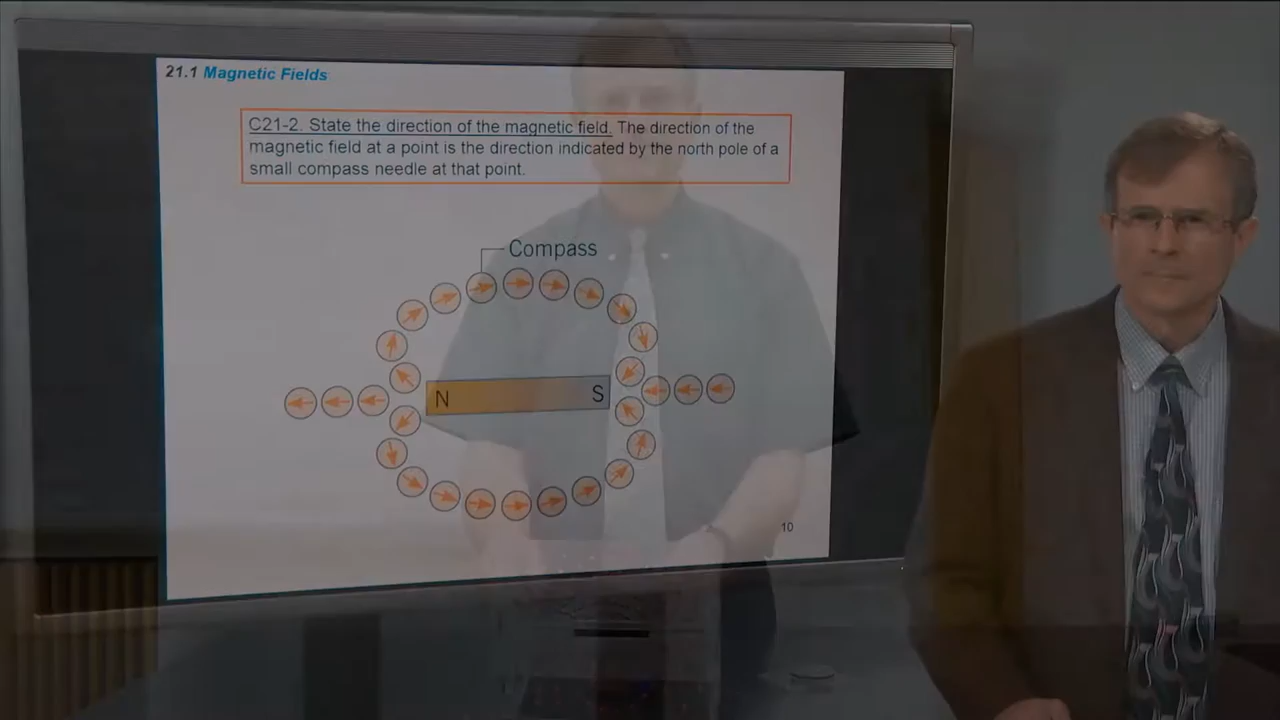 21.1 Magnetic Fields
C21-2. State the direction of the magnetic field. The direction of the
magnetic field at a point is the direction indicated by the north pole of a
small compass needle at that point.
Compass
N
S
10